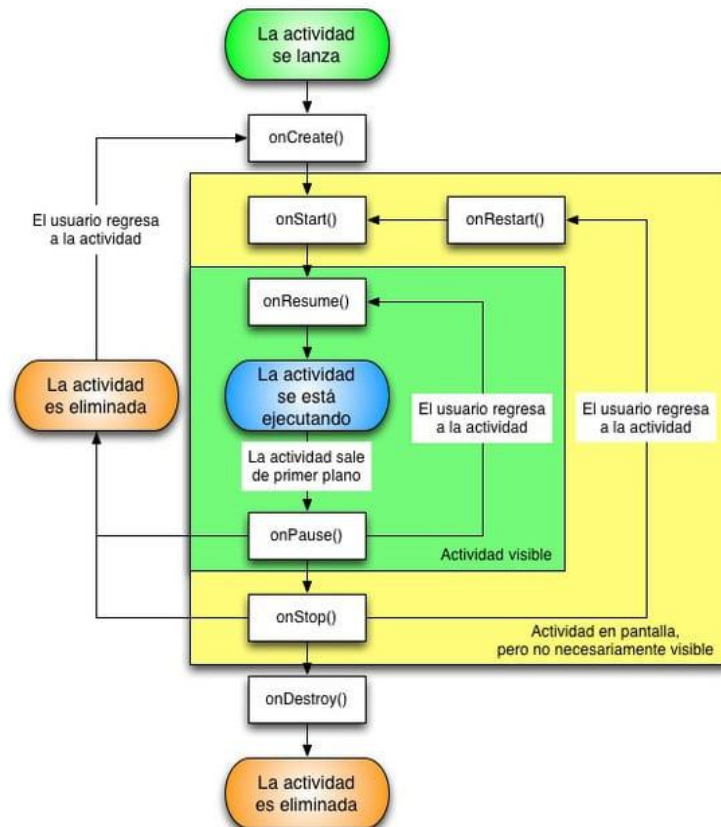 La actividad
se lanza
onCreate()
El usuario regresa
a la actividad
onStart()
onRestart()
onResume()
La actividad
es eliminada
La actividad
se está
ejecutando
El usuario regresa
a la actividad
El usuario regresa
a la actividad
La actividad sale
de primer plano
onPause()
Actividad visible
onStop()
Actividad en pantalla,
pero no necesariamente visible
onDestroy()
La actividad
es eliminada